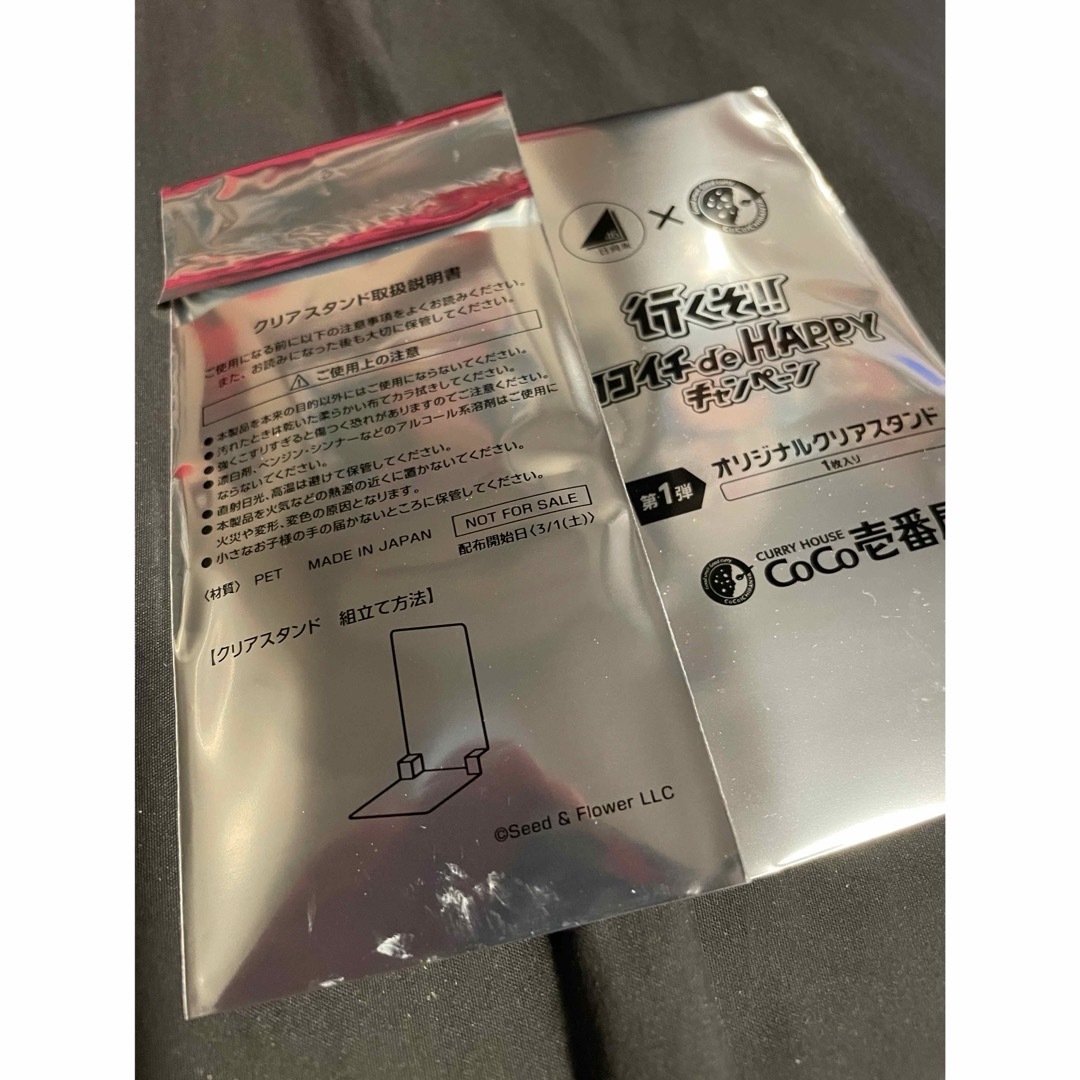 クリアスタンド取扱説明書
ご使用になる前に以下の注意事項をよくお読みください。
また、お読みになった後も大切に保管してください。
ご使用上の注意
● 本製品を本来の目的以外にはご使用にならないでください。
● 汚れたときは乾いた柔らかい布でカラ拭きしてください。
● 強くこすりすぎると傷つく恐れがありますのでご注意ください。
● 漂白剤、ベンジン・シンナーなどのアルコール系溶剤はご使用に
ならないでください。
● 直射日光、高温は避けて保管してください。
● 本製品を火気などの熱源の近くに置かないでください。
火災や変形、変色の原因となります。
● 小さなお子様の手の届かないところに保管してください。
〈材質〉 PET MADE IN JAPAN
NOT FOR SALE
配布開始日〈3/1(土)〉
【クリアスタンド 組立て方法】
©Seed & Flower LLC
日向坂
×
CoCoICHIBANYA
行くぞ!!
ココイチ de HAPPY
キャンペーン
第1弾
オリジナルクリアスタンド
1枚入り
CURRY HOUSE
CoCo壱番屋